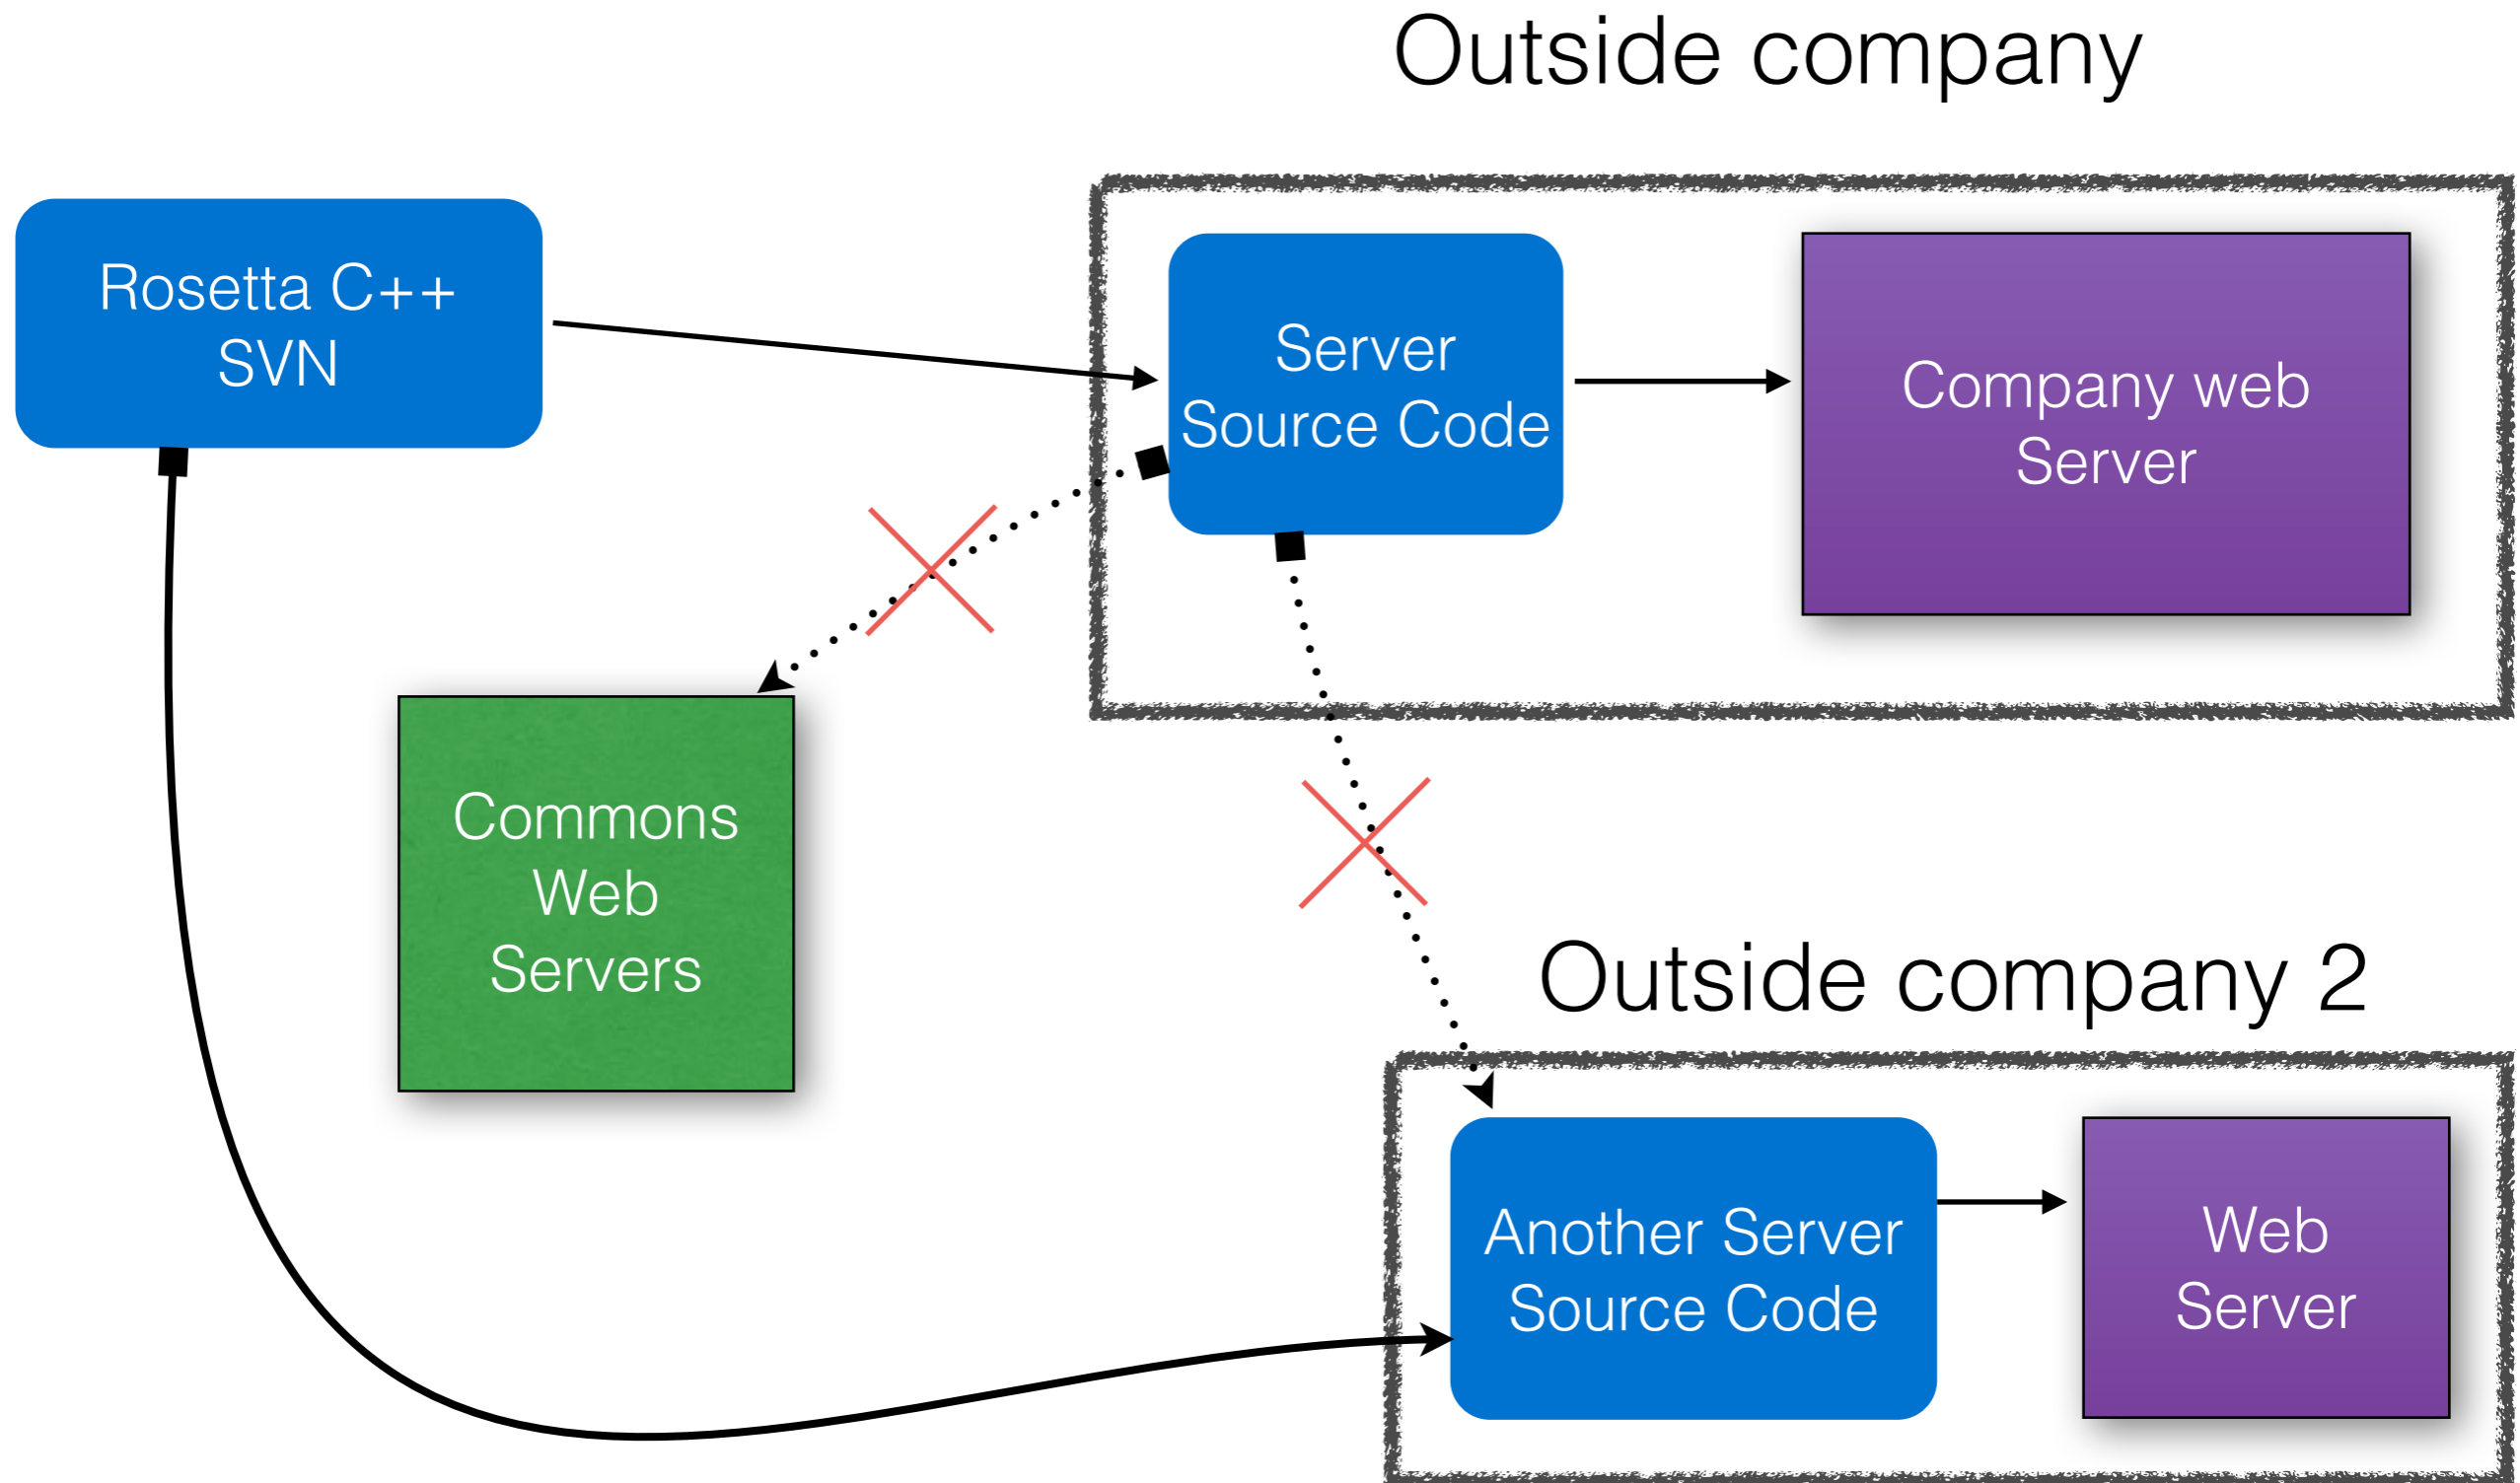 Outside company
Rosetta C++
SVN
Server
Source Code
Company web
Server
Commons
Web
Servers
Outside company 2
Another Server
Source Code
Web
Server